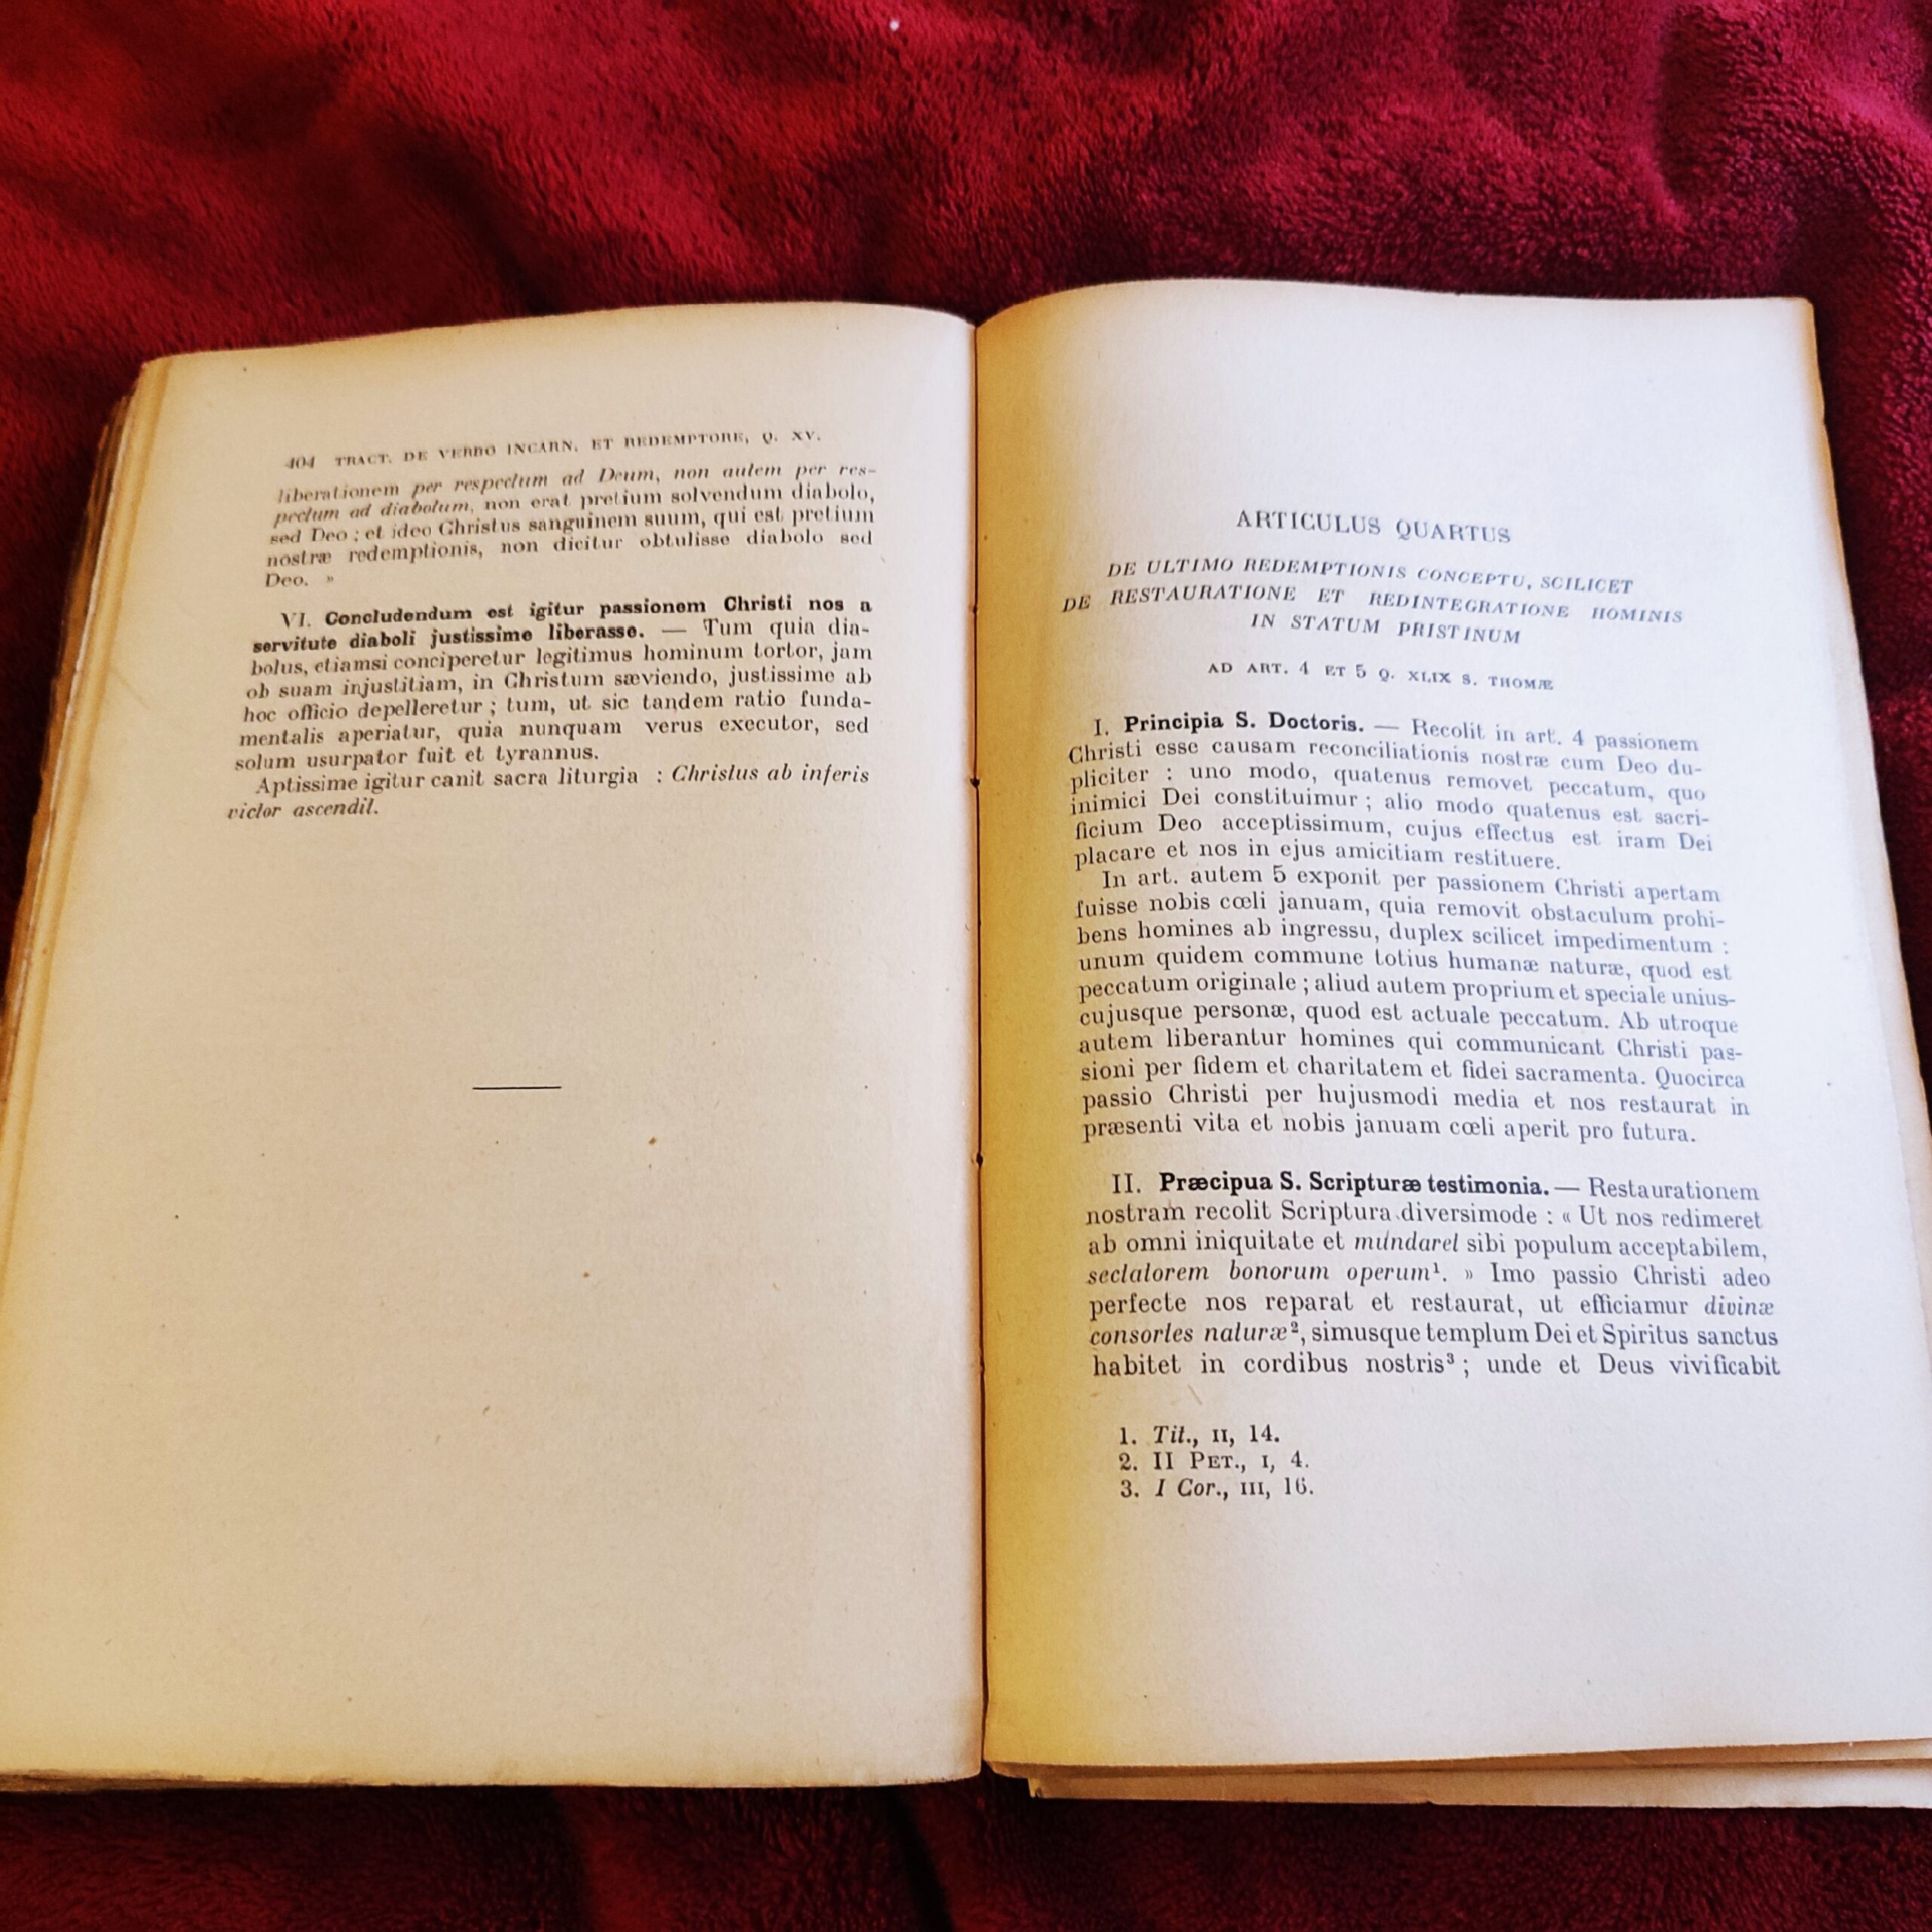 404 TRACT. DE VERBO INCARN. ET REDEMPTORE, Q. XV.
liberationem per respectum ad Deum, non autem per res-
pectum ad diabolum, non erat pretium solvendum diabolo,
sed Deo ; et ideo Christus sanguinem suum, qui est pretium
nostræ redemptionis, non dicitur obtulisse diabolo sed
Deo. »
VI. Concludendum est igitur passionem Christi nos a
servitute diaboli justissime liberasse. — Tum quia dia-
bolus, etiamsi conciperetur legitimus hominum tortor, jam
ob suam injustitiam, in Christum sæviendo, justissime ab
hoc officio depelleretur ; tum, ut sic tandem ratio funda-
mentalis aperiatur, quia nunquam verus executor, sed
solum usurpator fuit et tyrannus.
Aptissime igitur canit sacra liturgia : Christus ab inferis
victor ascendit.
ARTICULUS QUARTUS
DE ULTIMO REDEMPTIONIS CONCEPTU, SCILICET
DE RESTAURATIONE ET REDINTEGRATIONE HOMINIS
IN STATUM PRISTINUM
AD ART. 4 ET 5 Q. XLIX S. THOMÆ
I. Principia S. Doctoris. — Recolit in art. 4 passionem
Christi esse causam reconciliationis nostræ cum Deo du-
pliciter : uno modo, quatenus removet peccatum, quo
inimici Dei constituimur ; alio modo quatenus est sacri-
ficium Deo acceptissimum, cujus effectus est iram Dei
placare et nos in ejus amicitiam restituere.
In art. autem 5 exponit per passionem Christi apertam
fuisse nobis cœli januam, quia removit obstaculum prohi-
bens homines ab ingressu, duplex scilicet impedimentum :
unum quidem commune totius humanæ naturæ, quod est
peccatum originale ; aliud autem proprium et speciale unius-
cujusque personæ, quod est actuale peccatum. Ab utroque
autem liberantur homines qui communicant Christi pas-
sioni per fidem et charitatem et fidei sacramenta. Quocirca
passio Christi per hujusmodi media et nos restaurat in
præsenti vita et nobis januam cœli aperit pro futura.
II. Præcipua S. Scripturæ testimonia. — Restaurationem
nostram recolit Scriptura diversimode : « Ut nos redimeret
ab omni iniquitate et mundaret sibi populum acceptabilem,
sectatorem bonorum operum¹. » Imo passio Christi adeo
perfecte nos reparat et restaurat, ut efficiamur divinæ
consortes naturæ², simusque templum Dei et Spiritus sanctus
habitet in cordibus nostris³ ; unde et Deus vivificabit
1. Tit., II, 14.
2. II PET., I, 4.
3. I Cor., III, 16.